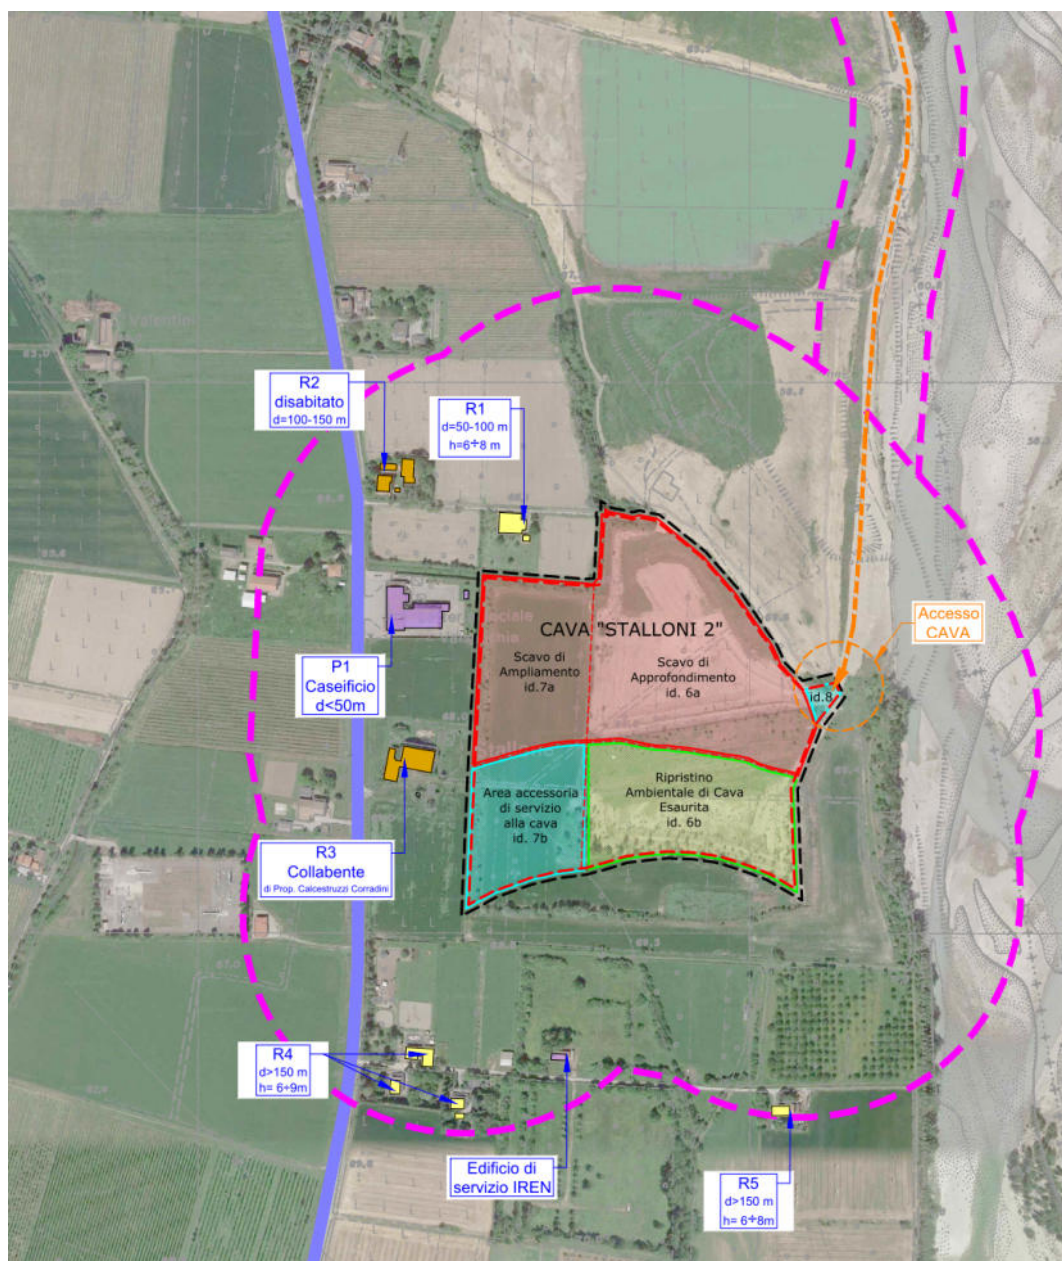 R2
disabitato
d=100-150 m
R1
d=50-100 m
h=6÷8 m
Accesso
CAVA
CAVA "STALLONI 2"
Scavo di
Ampliamento
id.7a
Scavo di
Approfondimento
id. 6a
id.8
P1
Caseificio
d<50m
Area accessoria
di servizio
alla cava
id. 7b
Ripristino
Ambientale di Cava
Esaurita
id. 6b
R3
Collabente
di Prop. Calcestruzzi Corradini
R4
d>150 m
h= 6÷9m
Edificio di
servizio IREN
R5
d>150 m
h= 6÷8m